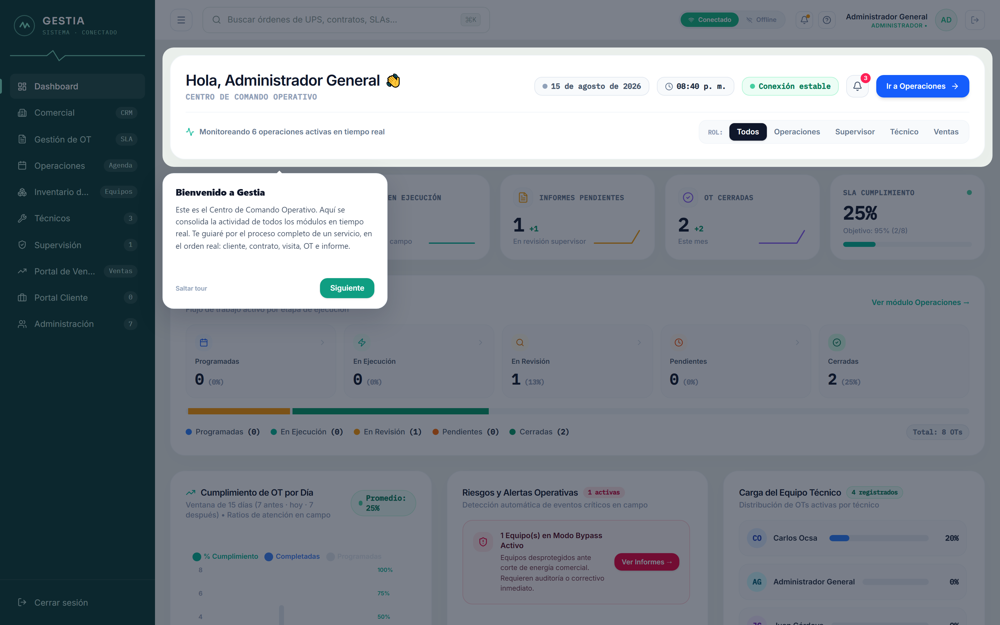 GESTIA
SISTEMA · CONECTADO
Dashboard
Comercial CRM
Gestión de OT SLA
Operaciones Agenda
Inventario d... Equipos
Técnicos 3
Supervisión 1
Portal de Ven... Ventas
Portal Cliente 0
Administración 7
Cerrar sesión
Buscar órdenes de UPS, contratos, SLAs... ⌘K
Conectado Offline
Administrador General
ADMINISTRADOR •
AD
Hola, Administrador General 👋
CENTRO DE COMANDO OPERATIVO
15 de agosto de 2026
08:40 p. m.
Conexión estable
3
Ir a Operaciones →
Monitoreando 6 operaciones activas en tiempo real
ROL: Todos Operaciones Supervisor Técnico Ventas
Bienvenido a Gestia
Este es el Centro de Comando Operativo. Aquí se
consolida la actividad de todos los módulos en tiempo
real. Te guiaré por el proceso completo de un servicio, en
el orden real: cliente, contrato, visita, OT e informe.
Saltar tour
Siguiente
EN EJECUCIÓN
campo
INFORMES PENDIENTES
1 +1
En revisión supervisor
OT CERRADAS
2 +2
Este mes
SLA CUMPLIMIENTO
25%
Objetivo: 95% (2/8)
Flujo de trabajo activo por etapa de ejecución
Ver módulo Operaciones →
Programadas
0 (0%)
En Ejecución
0 (0%)
En Revisión
1 (13%)
Pendientes
0 (0%)
Cerradas
2 (25%)
Programadas (0) En Ejecución (0) En Revisión (1) Pendientes (0) Cerradas (2)
Total: 8 OTs
Cumplimiento de OT por Día
Ventana de 15 días (7 antes · hoy · 7
después) • Ratios de atención en campo
Promedio:
25%
% Cumplimiento Completadas Programadas
8 100%
6 75%
4 50%
Riesgos y Alertas Operativas 1 activas
Detección automática de eventos críticos en campo
1 Equipo(s) en Modo Bypass
Activo
Equipos desprotegidos ante
corte de energía comercial.
Requieren auditoría o correctivo
inmediato.
Ver Informes →
Carga del Equipo Técnico 4 registrados
Distribución de OTs activas por técnico
CO Carlos Ocsa 20%
AG Administrador General 0%